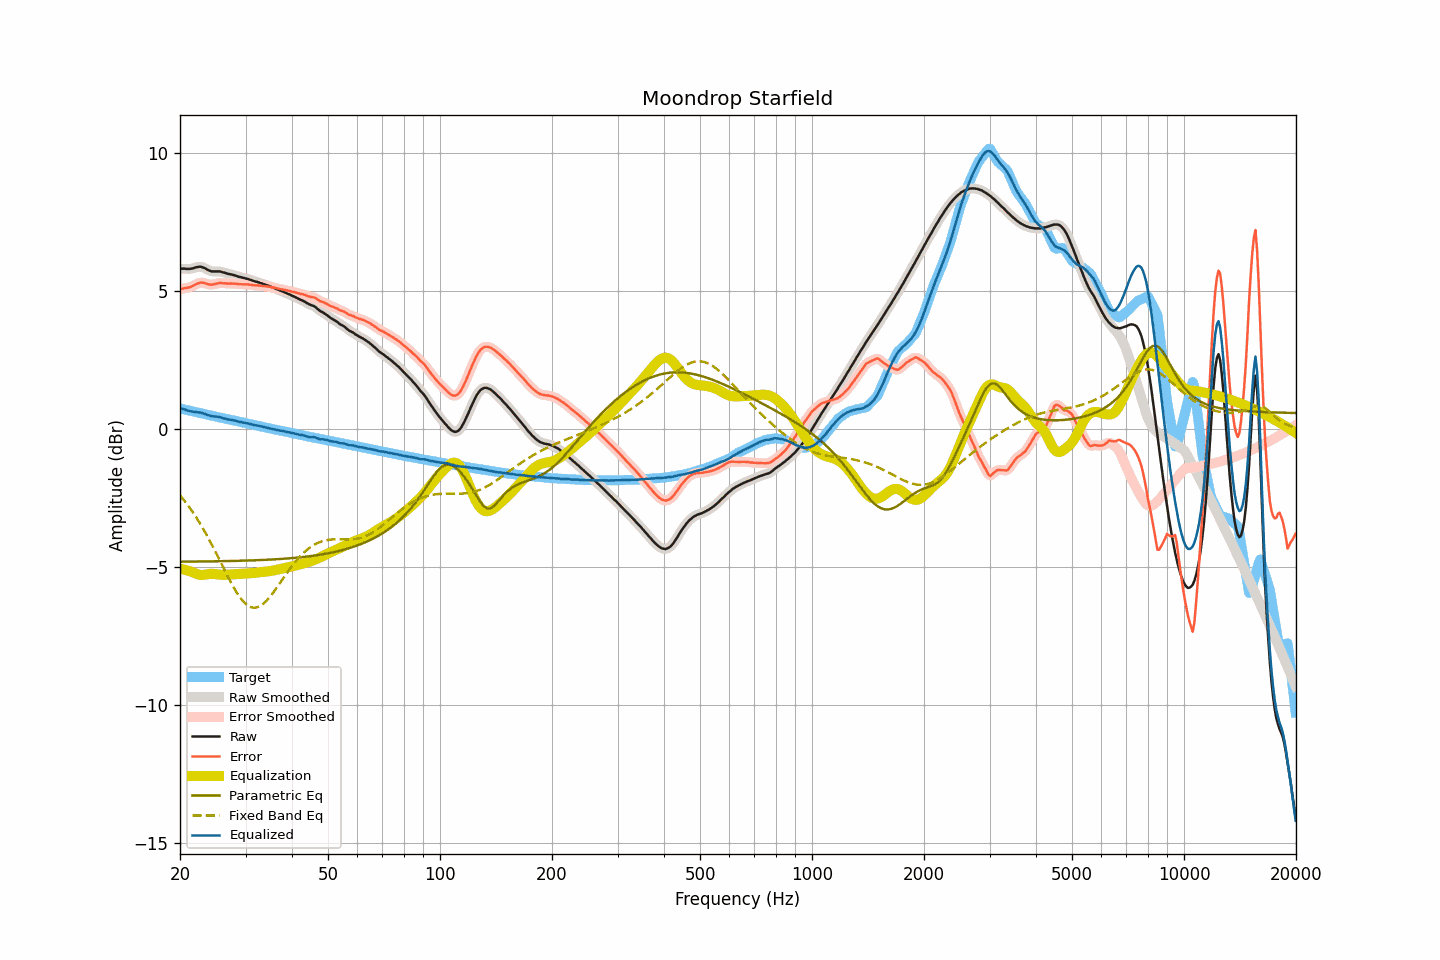 Moondrop Starfield
Amplitude (dBr)
10
5
0
−5
−10
−15
Target
Raw Smoothed
Error Smoothed
Raw
Error
Equalization
Parametric Eq
Fixed Band Eq
Equalized
20 50 100 200 500 1000 2000 5000 10000 20000
Frequency (Hz)